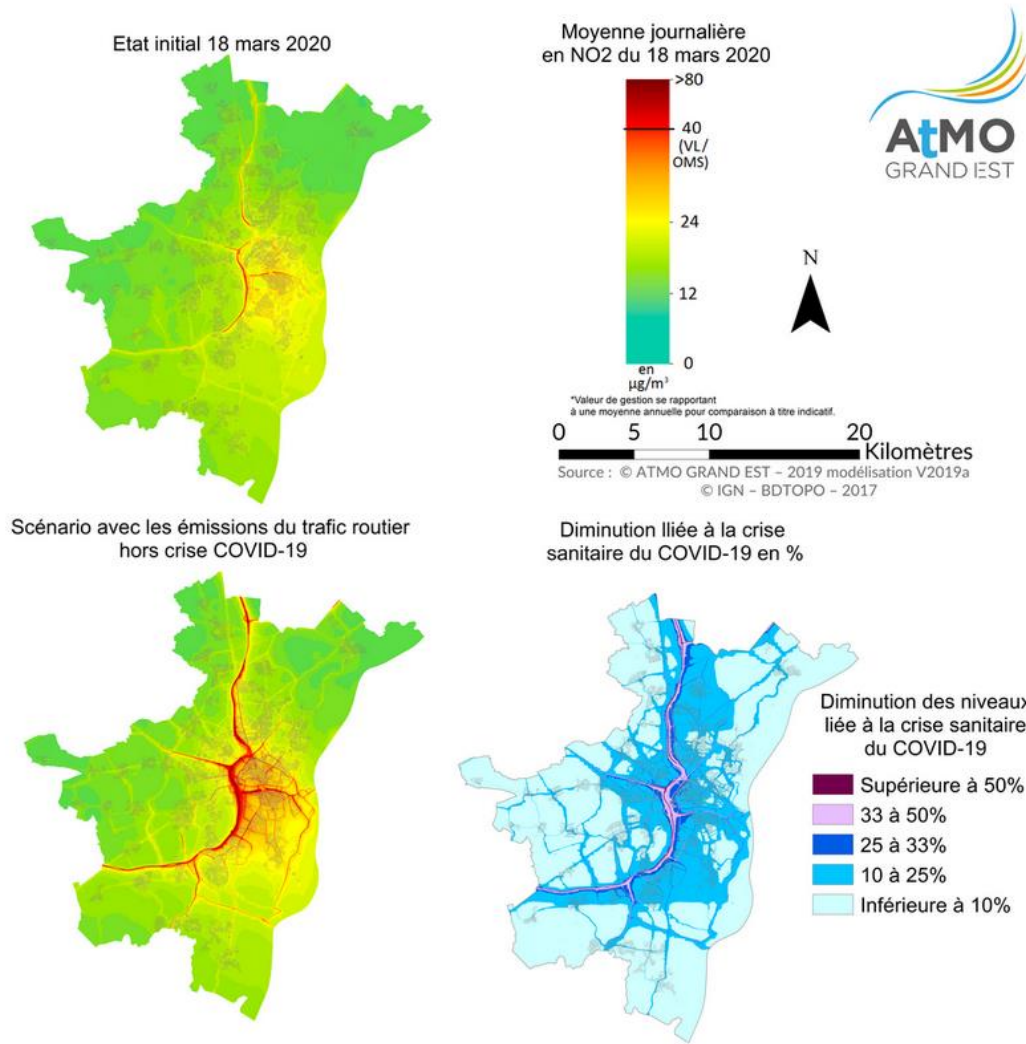 Etat initial 18 mars 2020
Moyenne journalière
en NO2 du 18 mars 2020
>80
40
(VL/
OMS)
24
12
0
en
µg/m³
AtMO
GRAND EST
N
*Valeur de gestion se rapportant
à une moyenne annuelle pour comparaison à titre indicatif.
0 5 10 20
Kilomètres
Source : © ATMO GRAND EST – 2019 modélisation V2019a
© IGN – BDTOPO – 2017
Scénario avec les émissions du trafic routier
hors crise COVID-19
Diminution lliée à la crise
sanitaire du COVID-19 en %
Diminution des niveaux
liée à la crise sanitaire
du COVID-19
Supérieure à 50%
33 à 50%
25 à 33%
10 à 25%
Inférieure à 10%